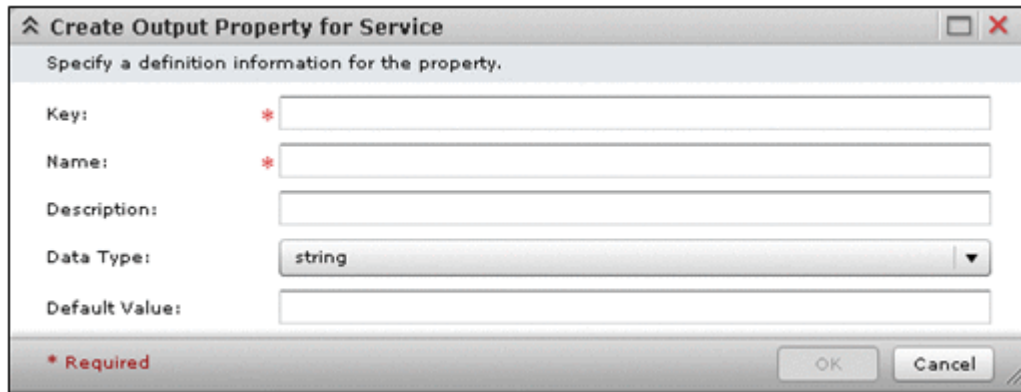 Create Output Property for Service
Specify a definition information for the property.
Key: *
Name: *
Description:
Data Type: string
Default Value:
* Required OK Cancel